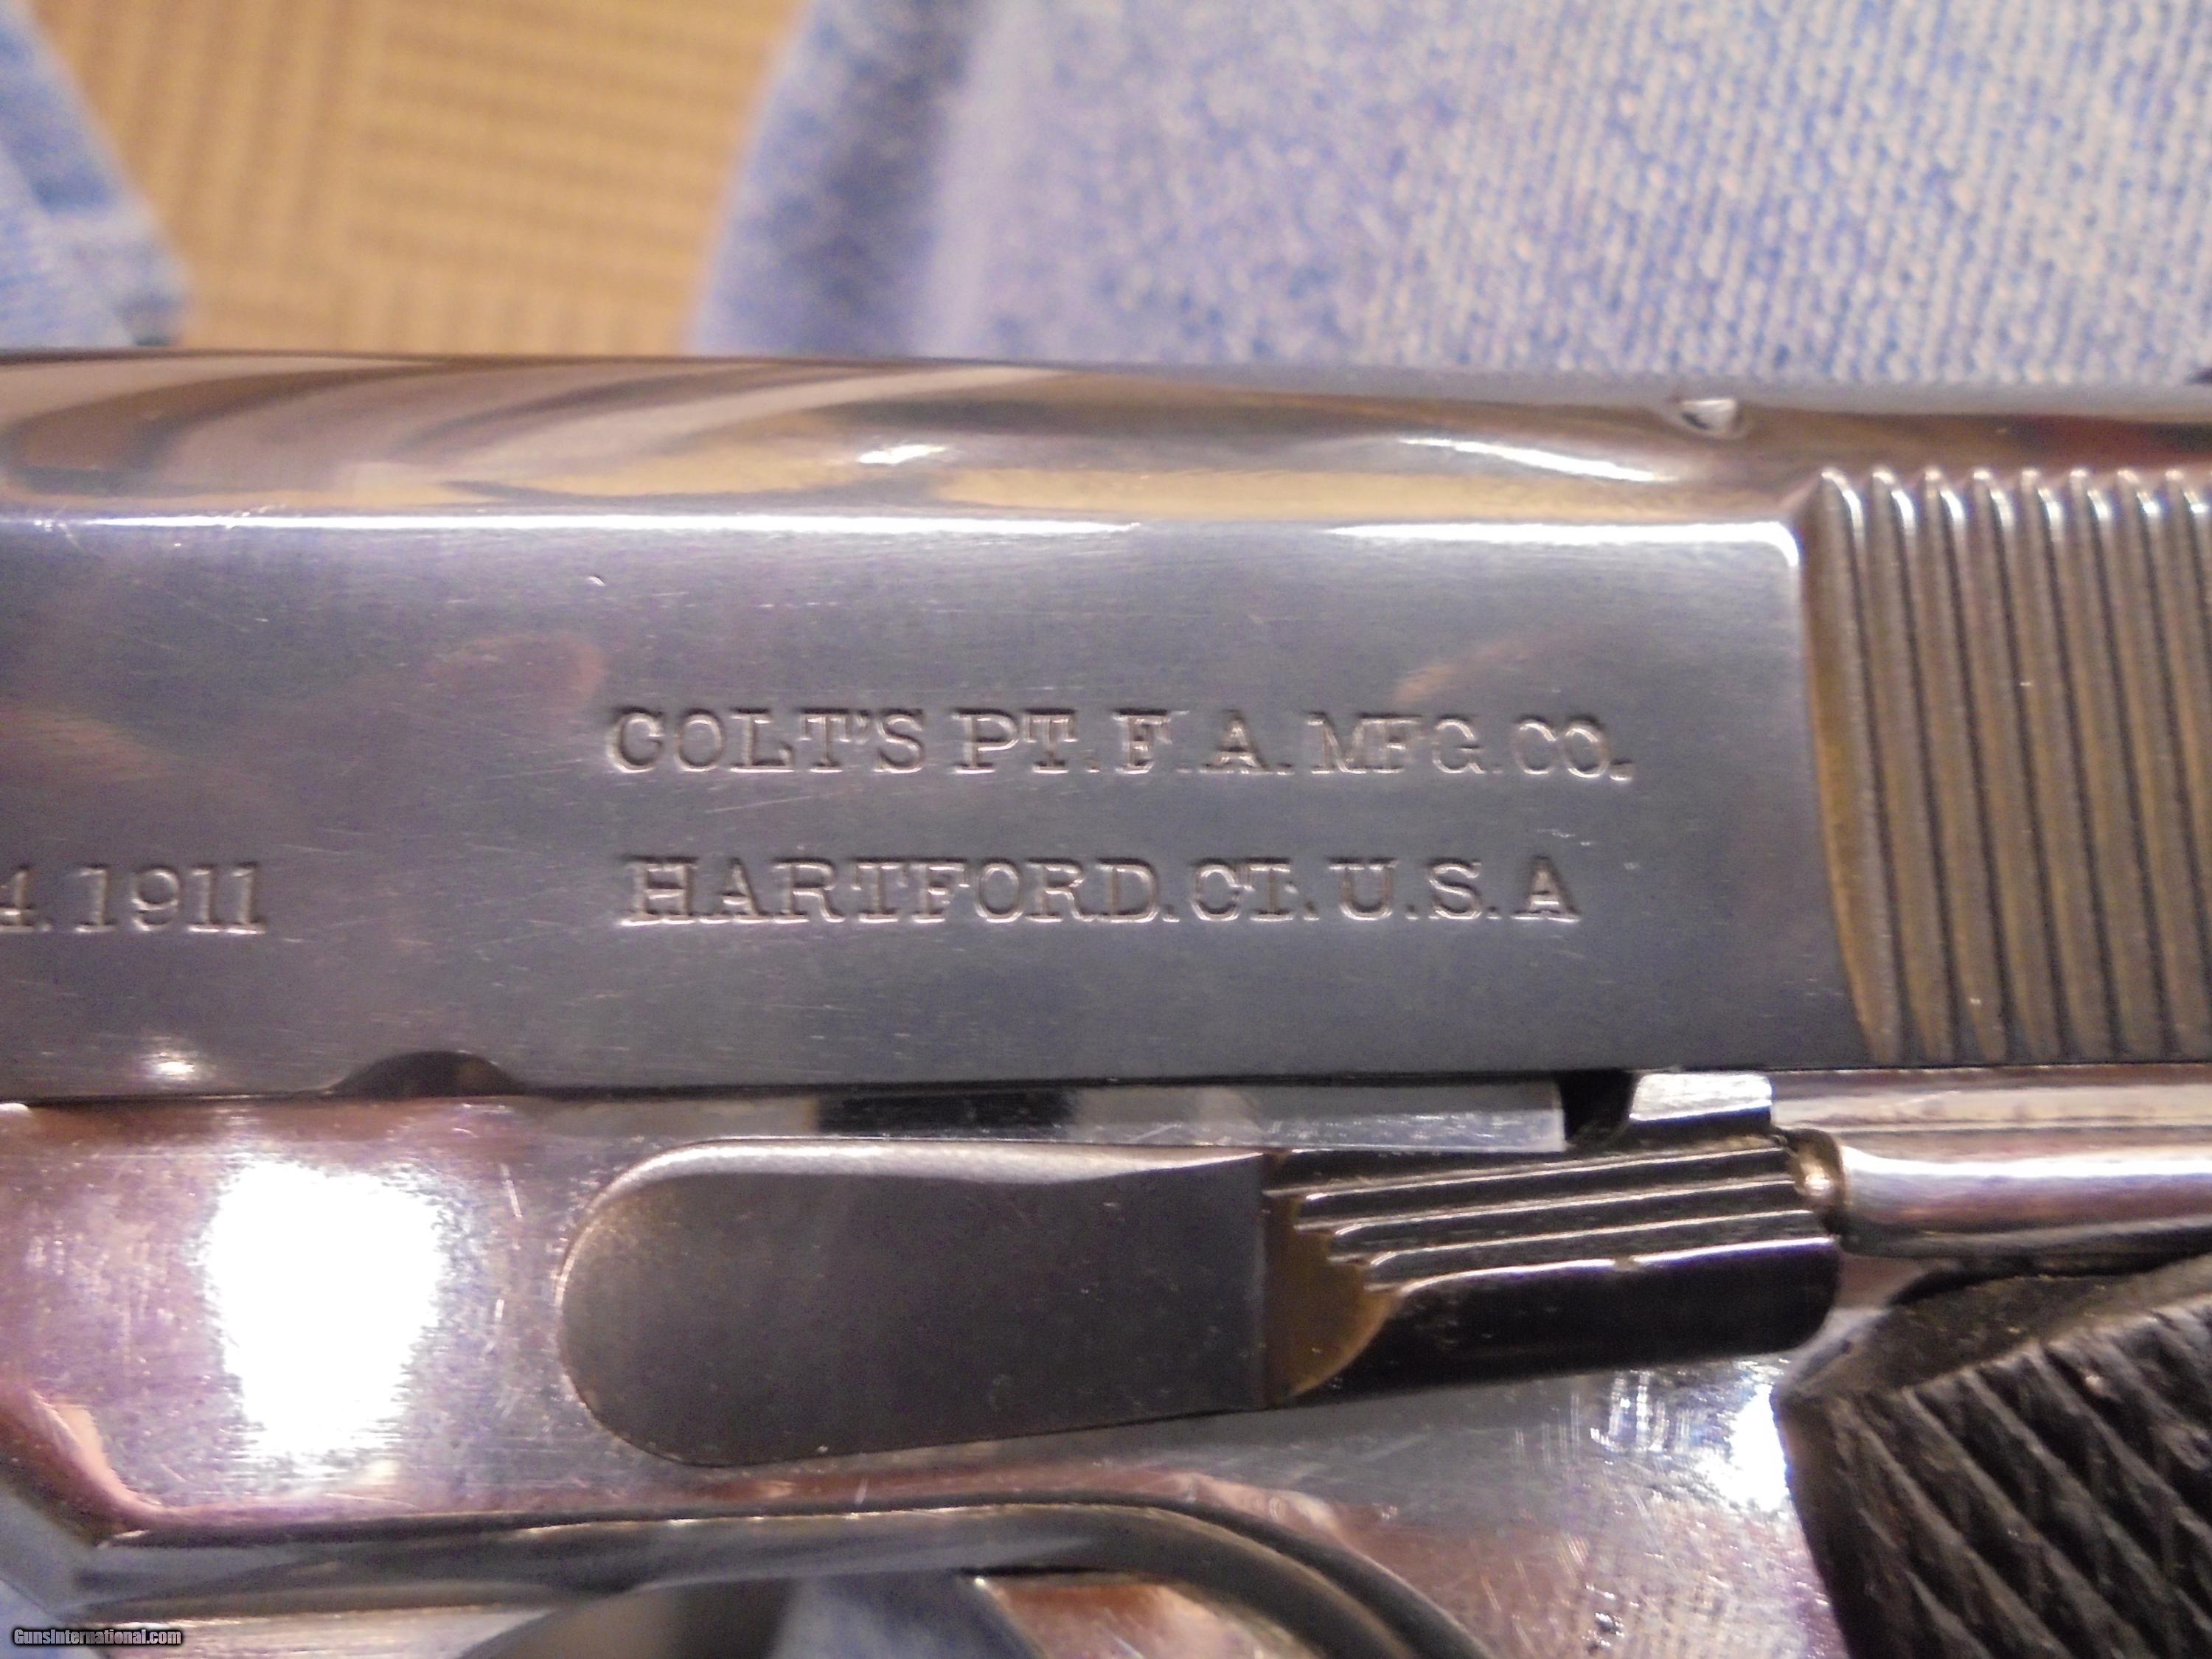 COLT'S PT. F. A. MFG. CO.
4. 1911
HARTFORD. CT. U.S.A
GunsInternational.com